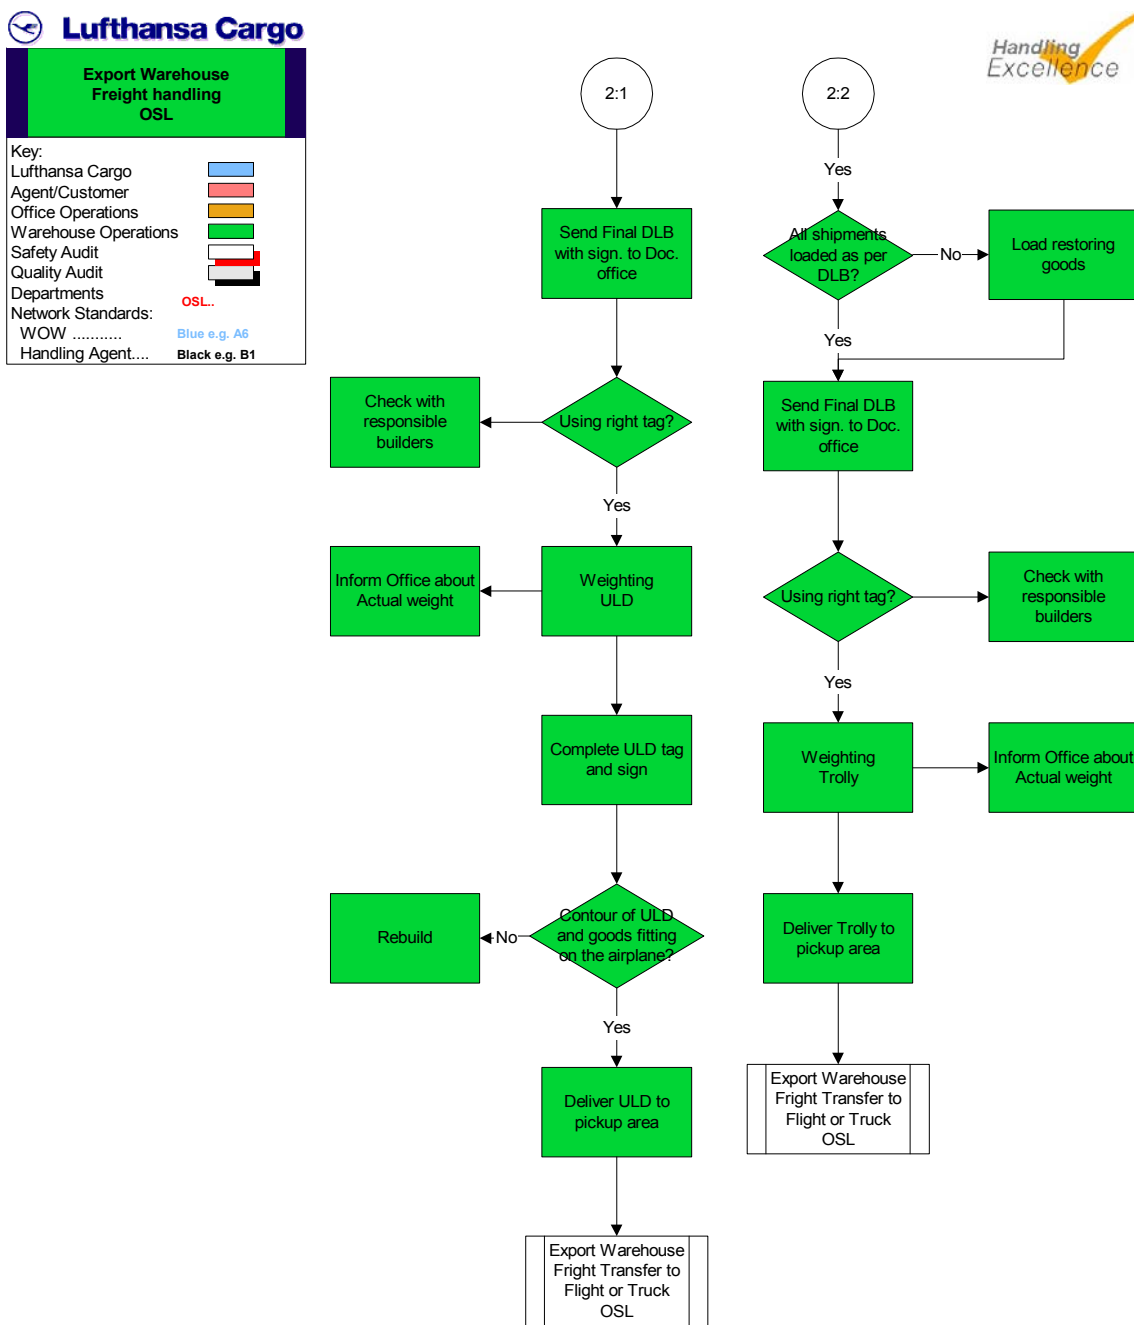 Lufthansa Cargo
Handling
Excellence
Export Warehouse
Freight handling
OSL
Key:
Lufthansa Cargo
Agent/Customer
Office Operations
Warehouse Operations
Safety Audit
Quality Audit
Departments
OSL..
Network Standards:
WOW ...........
Blue e.g. A6
Handling Agent....
Black e.g. B1
2:1
Send Final DLB
with sign. to Doc.
office
Using right tag?
Check with
responsible
builders
Yes
Weighting
ULD
Inform Office about
Actual weight
Complete ULD tag
and sign
Contour of ULD
and goods fitting
on the airplane?
No
Rebuild
Yes
Deliver ULD to
pickup area
Export Warehouse
Fright Transfer to
Flight or Truck
OSL
2:2
Yes
All shipments
loaded as per
DLB?
No
Load restoring
goods
Yes
Send Final DLB
with sign. to Doc.
office
Using right tag?
Check with
responsible
builders
Yes
Weighting
Trolly
Inform Office about
Actual weight
Deliver Trolly to
pickup area
Export Warehouse
Fright Transfer to
Flight or Truck
OSL